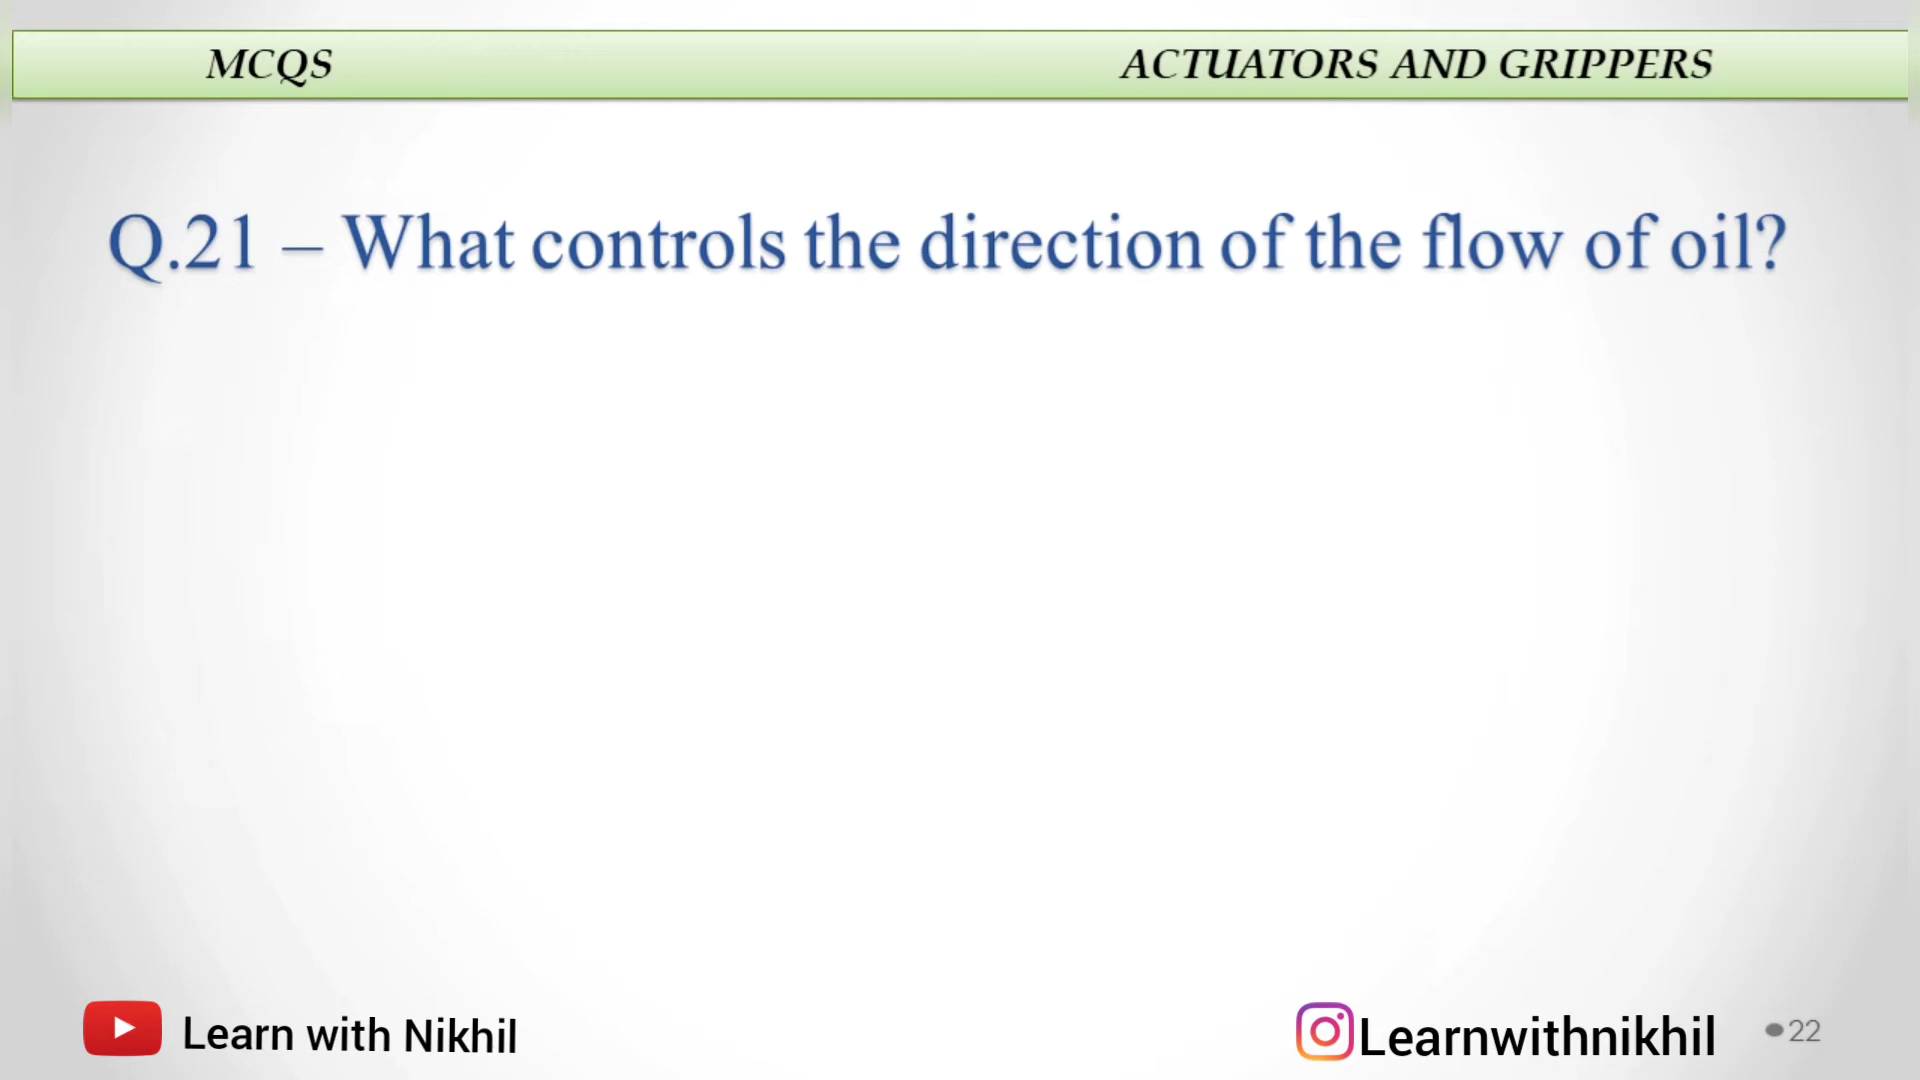 MCQS
ACTUATORS AND GRIPPERS
Q.21 – What controls the direction of the flow of oil?
Learn with Nikhil
Learnwithnikhil
22